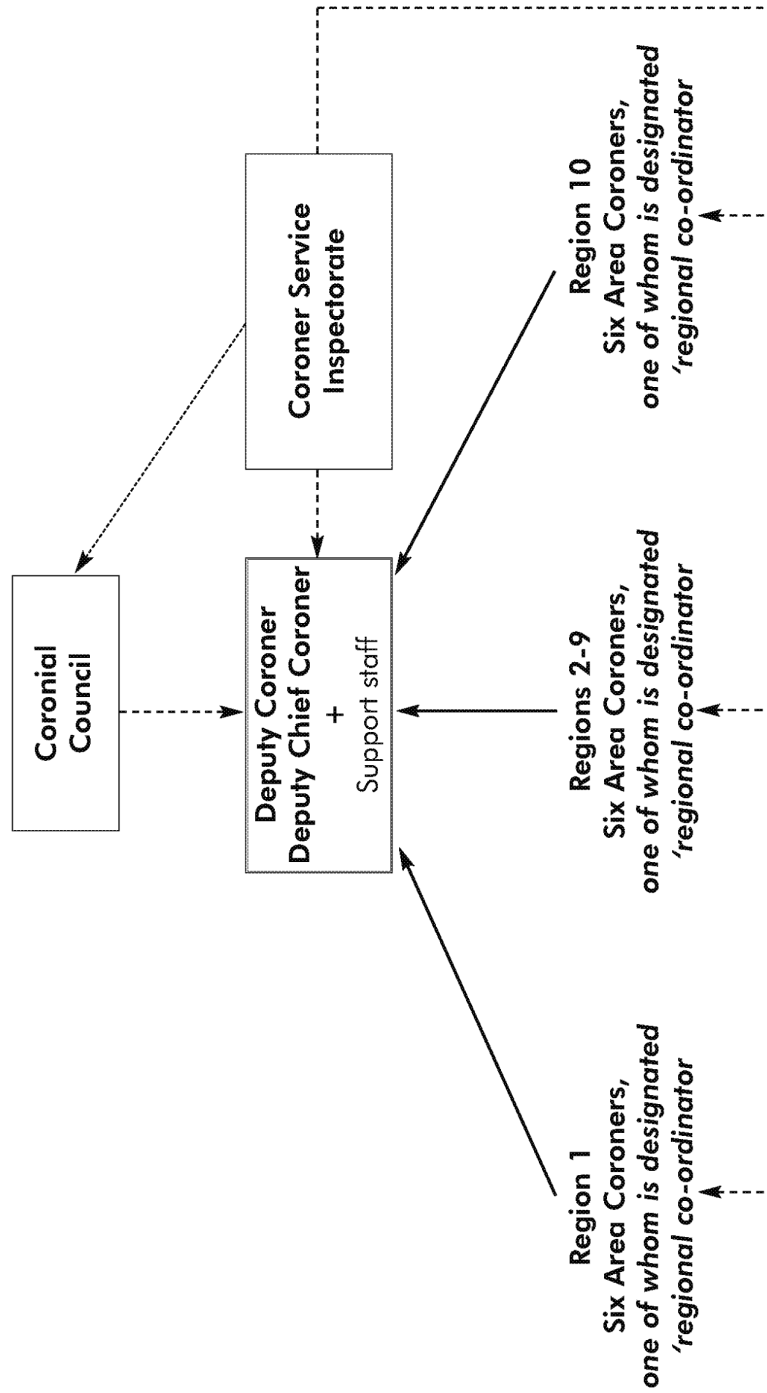 Coronial
Council
Coroner Service
Inspectorate
Deputy Coroner
Deputy Chief Coroner
+
Support staff
Region 1
Six Area Coroners,
one of whom is designated
'regional co-ordinator
Regions 2-9
Six Area Coroners,
one of whom is designated
'regional co-ordinator
Region 10
Six Area Coroners,
one of whom is designated
'regional co-ordinator